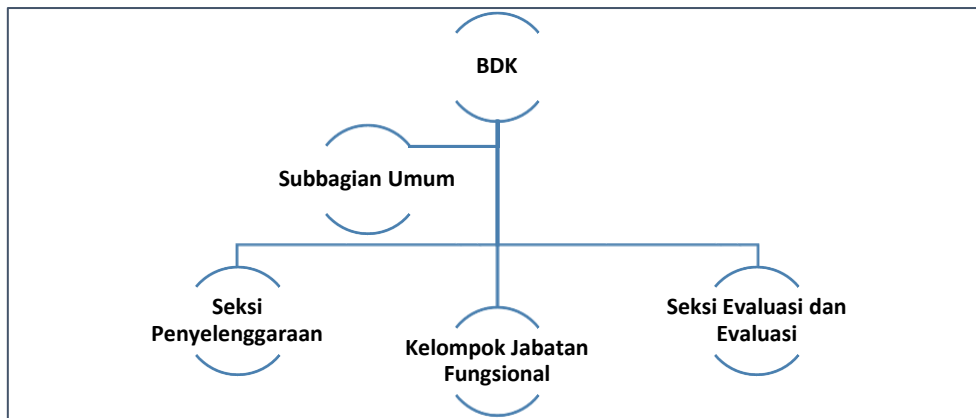 BDK
Subbagian Umum
Seksi
Penyelenggaraan
Kelompok Jabatan
Fungsional
Seksi Evaluasi dan
Evaluasi